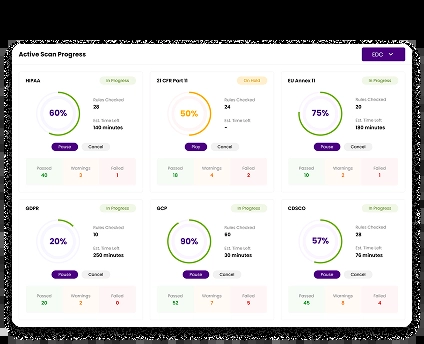 Active Scan Progress
EDC
HIPAA In Progress
60%
Rules Checked
28
Est. Time Left
140 minutes
Pause Cancel
Passed Warnings Failed
40 3 1
21 CFR Part 11 On Hold
50%
Rules Checked
24
Est. Time Left
-
Play Cancel
Passed Warnings Failed
18 4 2
EU Annex 11 In Progress
75%
Rules Checked
20
Est. Time Left
180 minutes
Pause Cancel
Passed Warnings Failed
10 2 1
GDPR In Progress
20%
Rules Checked
10
Est. Time Left
250 minutes
Pause Cancel
Passed Warnings Failed
20 2 0
GCP In Progress
90%
Rules Checked
60
Est. Time Left
30 minutes
Pause Cancel
Passed Warnings Failed
52 7 5
CDSCO In Progress
57%
Rules Checked
28
Est. Time Left
76 minutes
Pause Cancel
Passed Warnings Failed
45 8 4